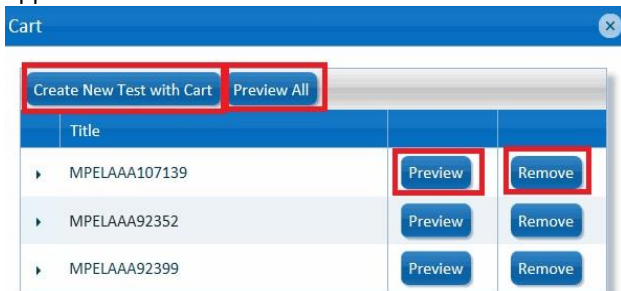 Cart
Create New Test with Cart Preview All
Title
MPELAAA107139 Preview Remove
MPELAAA92352 Preview Remove
MPELAAA92399 Preview Remove